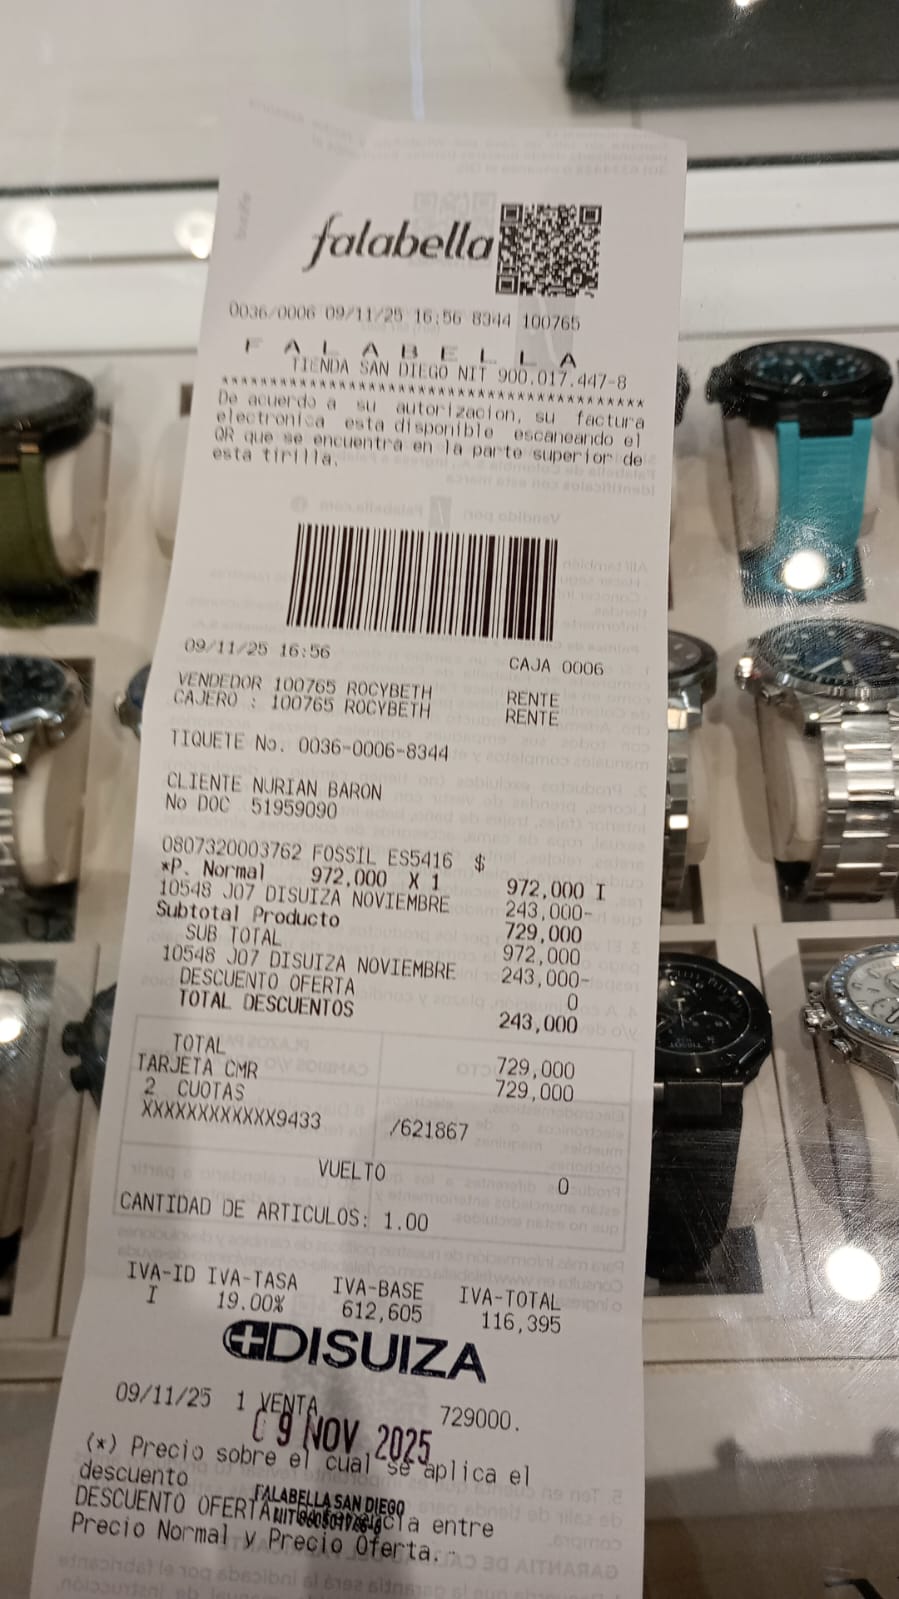 falabella
0036/0006 09/11/25 16:56 8344 100765
F A L A B E L L A
TIENDA SAN DIEGO NIT 900.017.447-8
****************************************
De acuerdo a su autorizacion, su factura
electronica esta disponible escaneando el
QR que se encuentra en la parte superior de
esta tirilla.
09/11/25 16:56 CAJA 0006
VENDEDOR 100765 ROCYBETH RENTE
CAJERO : 100765 ROCYBETH RENTE
TIQUETE No. 0036-0006-8344
CLIENTE NURIAN BARON
No DOC 51959090
0807320003762 FOSSIL ES5416 $ 972,000 I
*P. Normal 972,000 X 1
10548 J07 DISUIZA NOVIEMBRE 243,000-
Subtotal Producto 729,000
SUB TOTAL 972,000
10548 J07 DISUIZA NOVIEMBRE 243,000-
DESCUENTO OFERTA 0
TOTAL DESCUENTOS 243,000
TOTAL 729,000
TARJETA CMR 729,000
2 CUOTAS
XXXXXXXXXXXX9433 /621867
VUELTO 0
CANTIDAD DE ARTICULOS: 1.00
IVA-ID IVA-TASA IVA-BASE IVA-TOTAL
I 19.00% 612,605 116,395
DISUIZA
09/11/25 1 VENTA 729000.
09 NOV 2025
(*) Precio sobre el cual se aplica el
descuento
FALABELLA SAN DIEGO
DESCUENTO OFERTA: entre
Precio Normal y Precio Oferta.